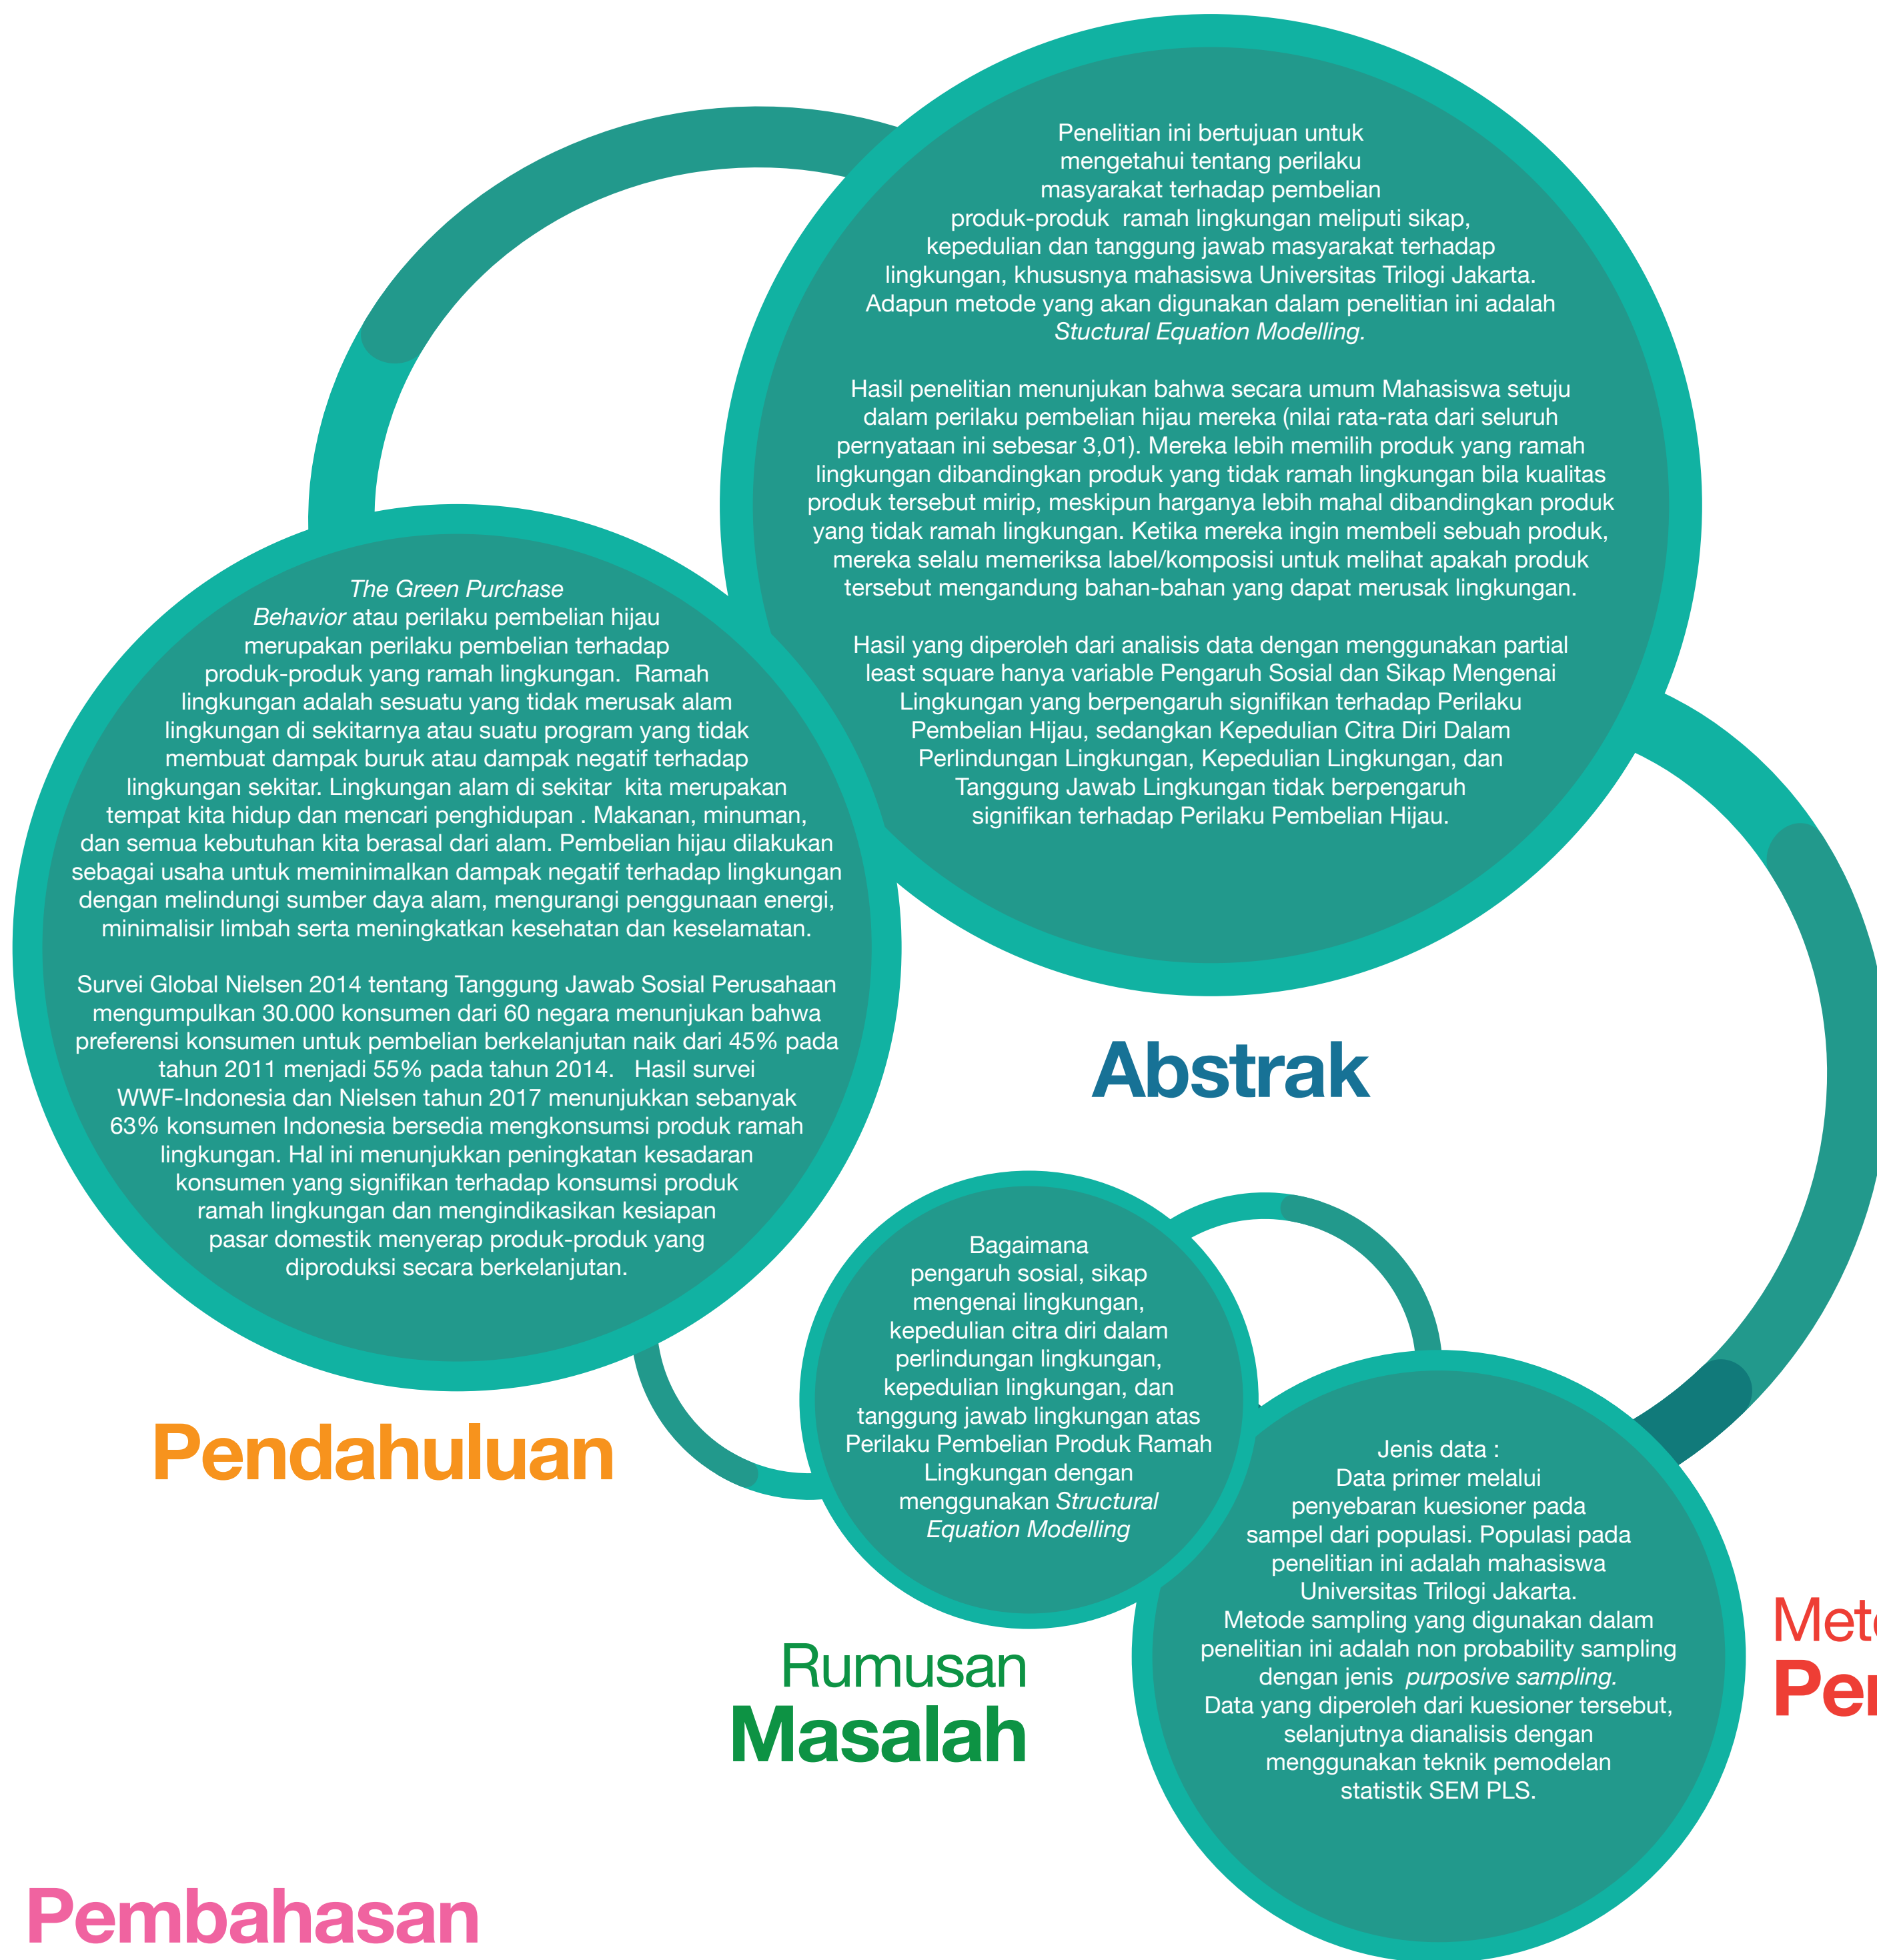 Penelitian ini bertujuan untuk
mengetahui tentang perilaku
masyarakat terhadap pembelian
produk-produk  ramah lingkungan meliputi sikap,
kepedulian dan tanggung jawab masyarakat terhadap
lingkungan, khususnya mahasiswa Universitas Trilogi Jakarta.
Adapun metode yang akan digunakan dalam penelitian ini adalah
Stuctural Equation Modelling.
Hasil penelitian menunjukan bahwa secara umum Mahasiswa setuju
dalam perilaku pembelian hijau mereka (nilai rata-rata dari seluruh
pernyataan ini sebesar 3,01). Mereka lebih memilih produk yang ramah
lingkungan dibandingkan produk yang tidak ramah lingkungan bila kualitas
produk tersebut mirip, meskipun harganya lebih mahal dibandingkan produk
yang tidak ramah lingkungan. Ketika mereka ingin membeli sebuah produk,
mereka selalu memeriksa label/komposisi untuk melihat apakah produk
tersebut mengandung bahan-bahan yang dapat merusak lingkungan.
Hasil yang diperoleh dari analisis data dengan menggunakan partial
least square hanya variable Pengaruh Sosial dan Sikap Mengenai
Lingkungan yang berpengaruh signifikan terhadap Perilaku
Pembelian Hijau, sedangkan Kepedulian Citra Diri Dalam
Perlindungan Lingkungan, Kepedulian Lingkungan, dan
Tanggung Jawab Lingkungan tidak berpengaruh
signifikan terhadap Perilaku Pembelian Hijau.
Abstrak
The Green Purchase
Behavior atau perilaku pembelian hijau
merupakan perilaku pembelian terhadap
produk-produk yang ramah lingkungan.  Ramah
lingkungan adalah sesuatu yang tidak merusak alam
lingkungan di sekitarnya atau suatu program yang tidak
membuat dampak buruk atau dampak negatif terhadap
lingkungan sekitar. Lingkungan alam di sekitar  kita merupakan
tempat kita hidup dan mencari penghidupan . Makanan, minuman,
dan semua kebutuhan kita berasal dari alam. Pembelian hijau dilakukan
sebagai usaha untuk meminimalkan dampak negatif terhadap lingkungan
dengan melindungi sumber daya alam, mengurangi penggunaan energi,
minimalisir limbah serta meningkatkan kesehatan dan keselamatan.
Survei Global Nielsen 2014 tentang Tanggung Jawab Sosial Perusahaan
mengumpulkan 30.000 konsumen dari 60 negara menunjukan bahwa
preferensi konsumen untuk pembelian berkelanjutan naik dari 45% pada
tahun 2011 menjadi 55% pada tahun 2014.   Hasil survei
WWF-Indonesia dan Nielsen tahun 2017 menunjukkan sebanyak
63% konsumen Indonesia bersedia mengkonsumsi produk ramah
lingkungan. Hal ini menunjukkan peningkatan kesadaran
konsumen yang signifikan terhadap konsumsi produk
ramah lingkungan dan mengindikasikan kesiapan
pasar domestik menyerap produk-produk yang
diproduksi secara berkelanjutan.
Pendahuluan
Bagaimana
pengaruh sosial, sikap
mengenai lingkungan,
kepedulian citra diri dalam
perlindungan lingkungan,
kepedulian lingkungan, dan
tanggung jawab lingkungan atas
Perilaku Pembelian Produk Ramah
Lingkungan dengan
menggunakan Structural
Equation Modelling
Rumusan
Masalah
Jenis data :
Data primer melalui
penyebaran kuesioner pada
sampel dari populasi. Populasi pada
penelitian ini adalah mahasiswa
Universitas Trilogi Jakarta.
Metode sampling yang digunakan dalam
penelitian ini adalah non probability sampling
dengan jenis  purposive sampling.
Data yang diperoleh dari kuesioner tersebut,
selanjutnya dianalisis dengan
menggunakan teknik pemodelan
statistik SEM PLS.
Pembahasan